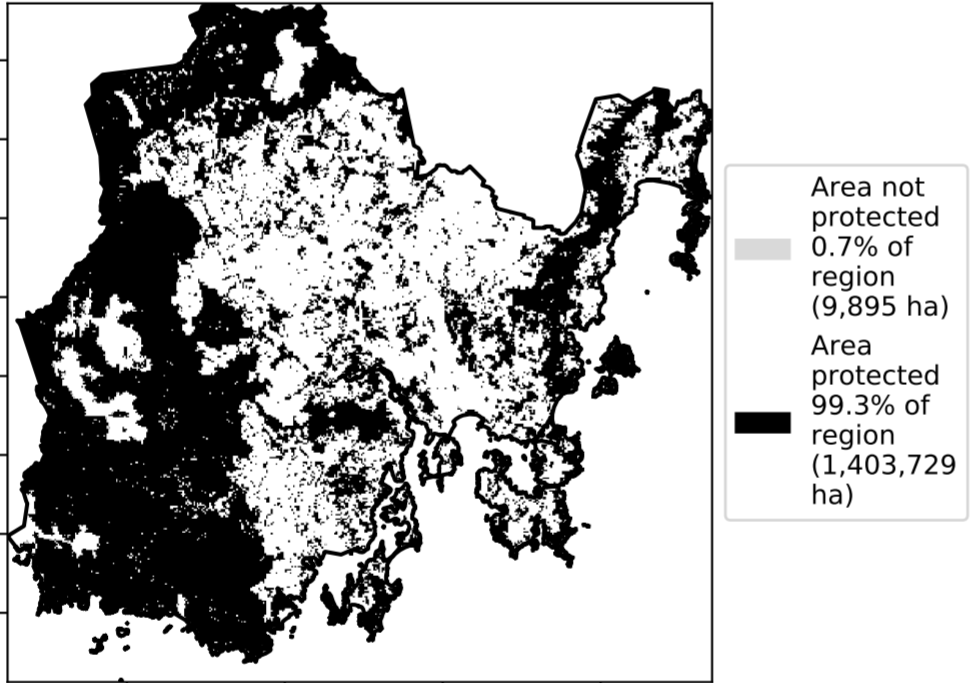 Area not
protected
0.7% of
region
(9,895 ha)
Area
protected
99.3% of
region
(1,403,729
ha)